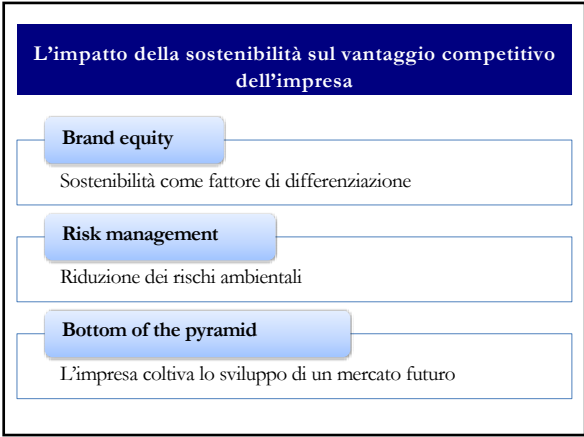 L'impatto della sostenibilità sul vantaggio competitivo
dell'impresa
Brand equity
Sostenibilità come fattore di differenziazione
Risk management
Riduzione dei rischi ambientali
Bottom of the pyramid
L'impresa coltiva lo sviluppo di un mercato futuro